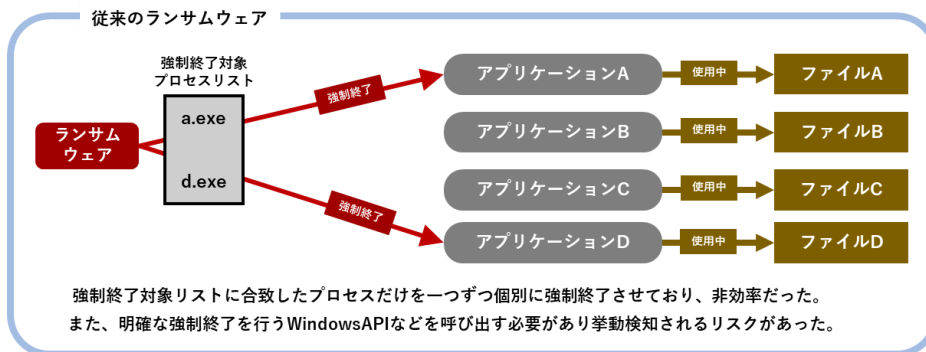 従来のランサムウェア
強制終了対象
プロセスリスト
a.exe
d.exe
ランサム
ウェア
強制終了
強制終了
アプリケーションA
使用中
ファイルA
アプリケーションB
使用中
ファイルB
アプリケーションC
使用中
ファイルC
アプリケーションD
使用中
ファイルD
強制終了対象リストに合致したプロセスだけを一つずつ個別に強制終了させており、非効率だった。
また、明確な強制終了を行うWindowsAPIなどを呼び出す必要があり挙動検知されるリスクがあった。